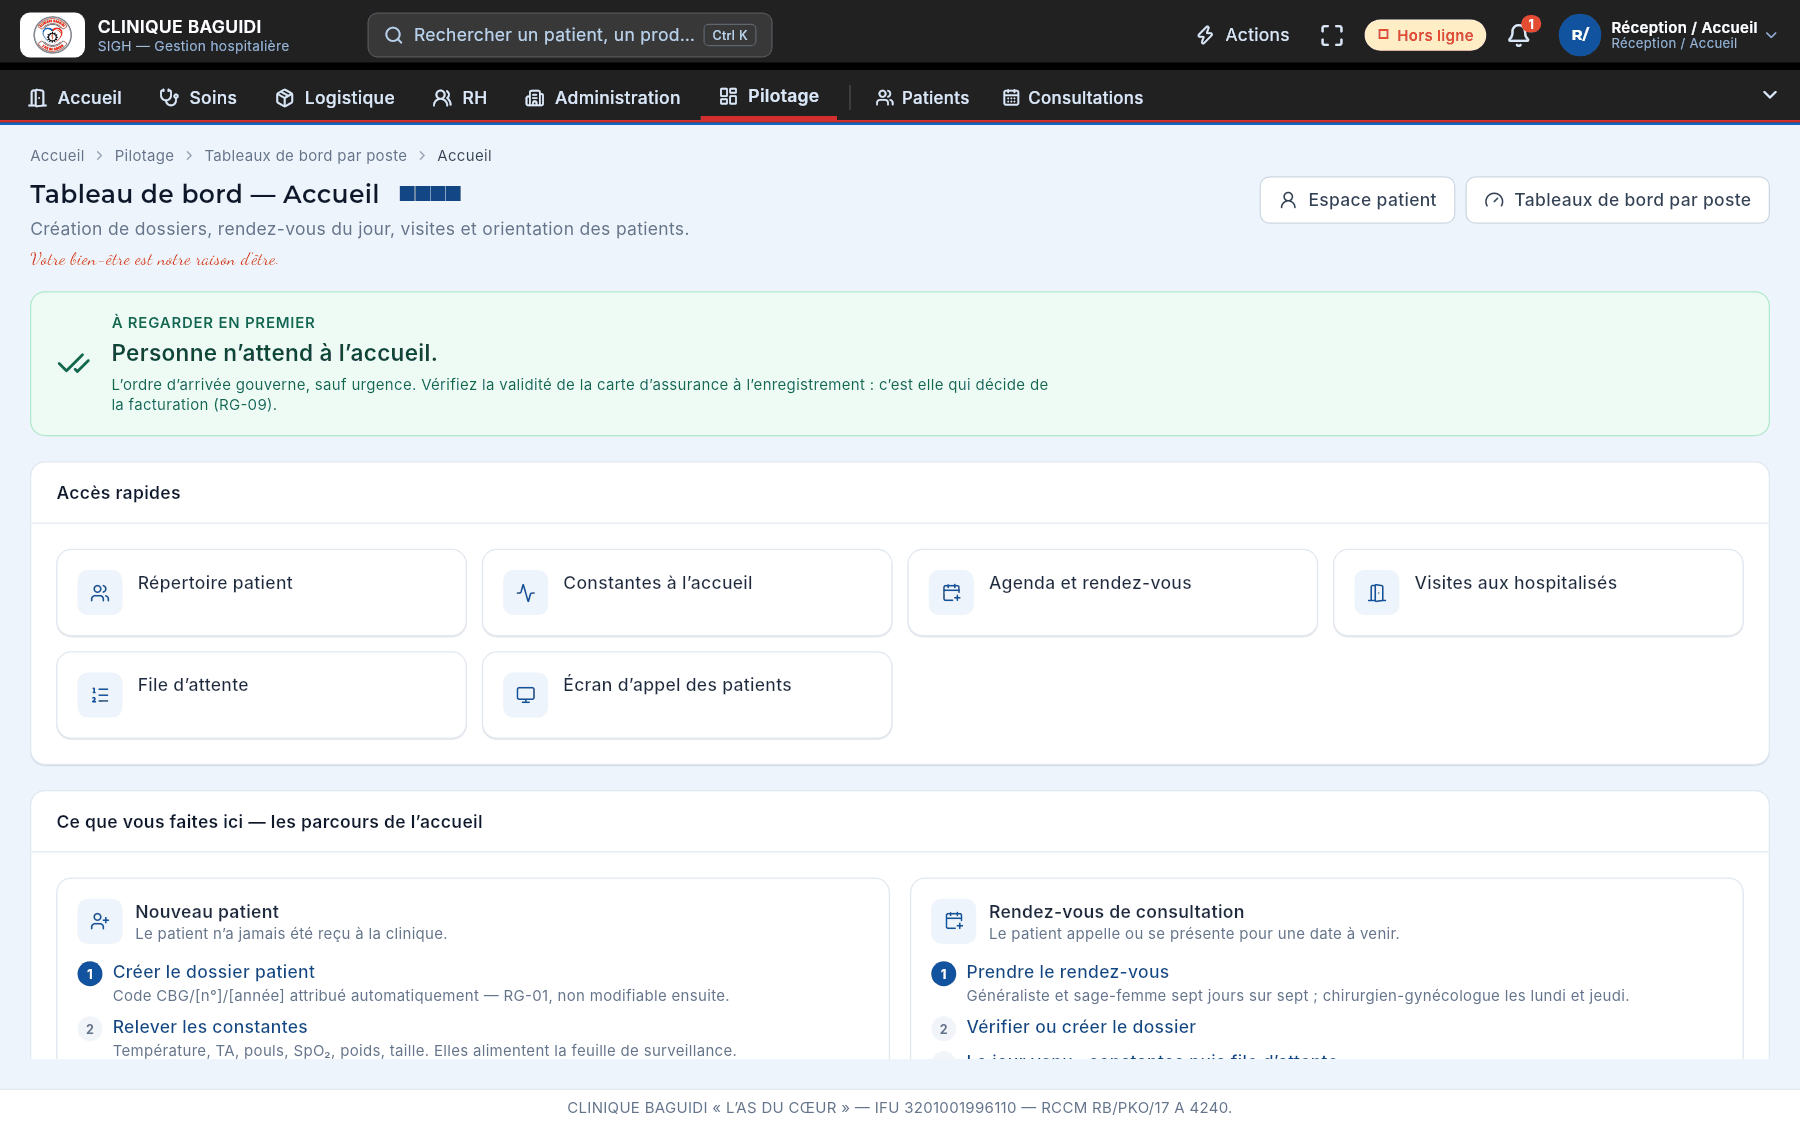 CLINIQUE BAGUIDI
SIGH — Gestion hospitalière
Rechercher un patient, un prod...
Ctrl K
Actions
Hors ligne
1
R/
Réception / Accueil
Réception / Accueil
Accueil
Soins
Logistique
RH
Administration
Pilotage
Patients
Consultations
Accueil > Pilotage > Tableaux de bord par poste > Accueil
Tableau de bord — Accueil
Espace patient
Tableaux de bord par poste
Création de dossiers, rendez-vous du jour, visites et orientation des patients.
Votre bien-être est notre raison d'être.
À REGARDER EN PREMIER
Personne n’attend à l’accueil.
L’ordre d’arrivée gouverne, sauf urgence. Vérifiez la validité de la carte d’assurance à l’enregistrement : c’est elle qui décide de
la facturation (RG-09).
Accès rapides
Répertoire patient
Constantes à l’accueil
Agenda et rendez-vous
Visites aux hospitalisés
File d’attente
Écran d’appel des patients
Ce que vous faites ici — les parcours de l’accueil
Nouveau patient
Le patient n’a jamais été reçu à la clinique.
1 Créer le dossier patient
Code CBG/[n°]/[année] attribué automatiquement — RG-01, non modifiable ensuite.
2 Relever les constantes
Température, TA, pouls, SpO₂, poids, taille. Elles alimentent la feuille de surveillance.
Rendez-vous de consultation
Le patient appelle ou se présente pour une date à venir.
1 Prendre le rendez-vous
Généraliste et sage-femme sept jours sur sept ; chirurgien-gynécologue les lundi et jeudi.
2 Vérifier ou créer le dossier
CLINIQUE BAGUIDI « L’AS DU CŒUR » — IFU 3201001996110 — RCCM RB/PKO/17 A 4240.